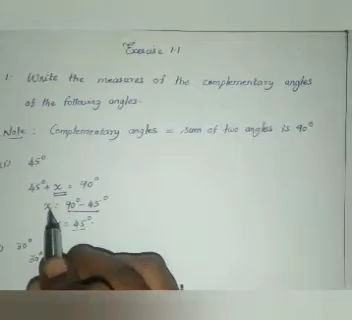 Exercise 1.1
1. Write the measures of the complementary angles
of the following angles.
Note : Complementary angles = sum of two angles is 90°
45°
45° + x = 90°
x = 90° - 45°
= 45°.
30°